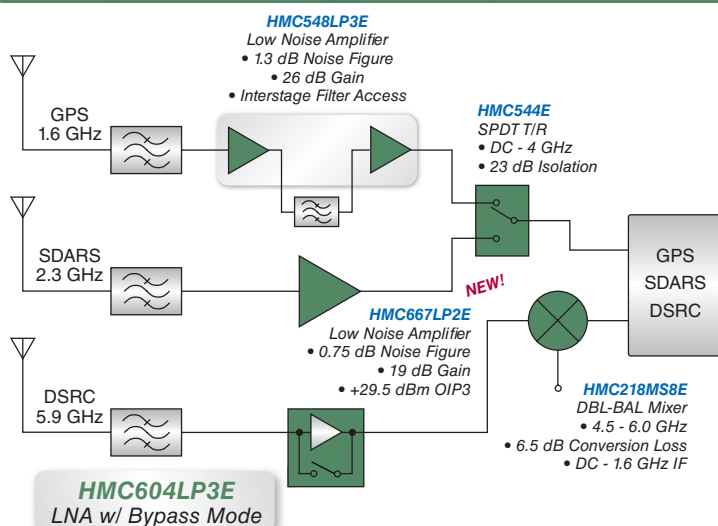 HMC548LP3E
Low Noise Amplifier
• 1.3 dB Noise Figure
• 26 dB Gain
• Interstage Filter Access
GPS
1.6 GHz
HMC544E
SPDT T/R
• DC - 4 GHz
• 23 dB Isolation
SDARS
2.3 GHz
GPS
SDARS
DSRC
NEW!
HMC667LP2E
Low Noise Amplifier
• 0.75 dB Noise Figure
• 19 dB Gain
• +29.5 dBm OIP3
DSRC
5.9 GHz
HMC218MS8E
DBL-BAL Mixer
• 4.5 - 6.0 GHz
• 6.5 dB Conversion Loss
• DC - 1.6 GHz IF
HMC604LP3E
LNA w/ Bypass Mode